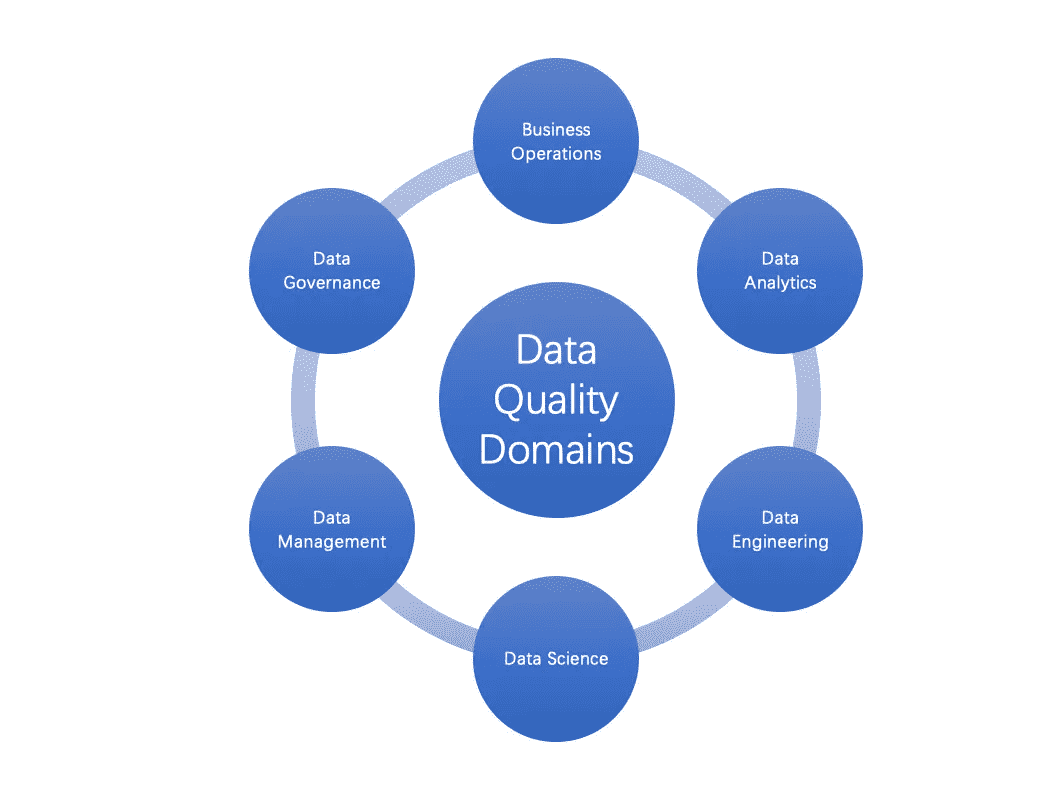 Business
Operations
Data
Analytics
Data
Engineering
Data Science
Data
Management
Data
Governance
Data
Quality
Domains